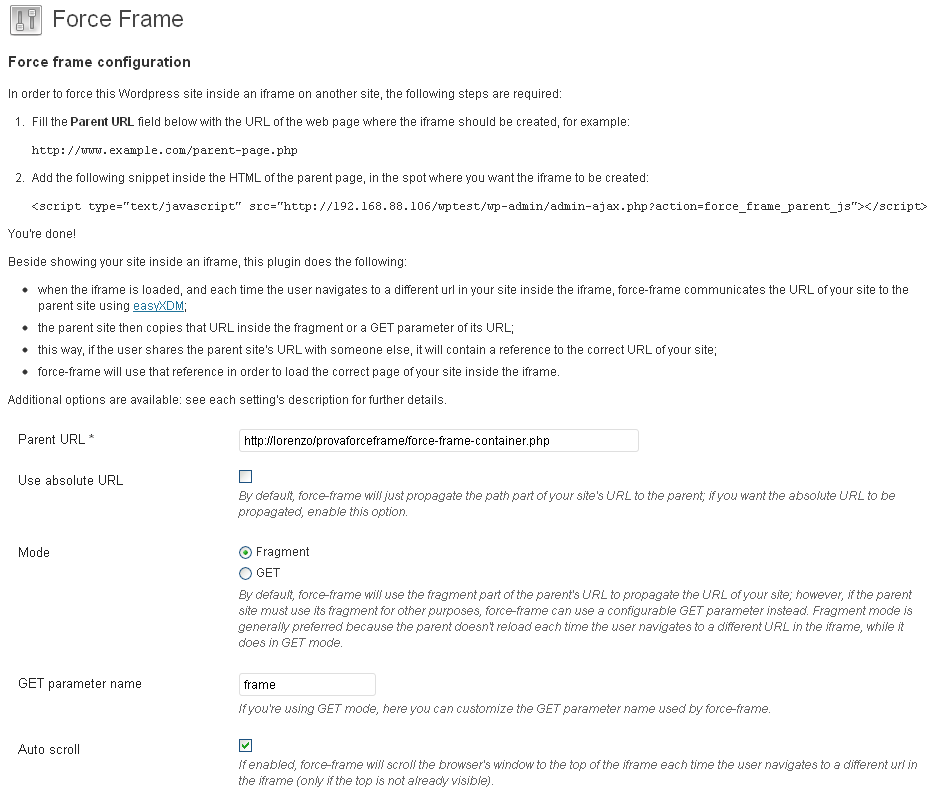 Force Frame
Force frame configuration
In order to force this Wordpress site inside an iframe on another site, the following steps are required:
1. Fill the Parent URL field below with the URL of the web page where the iframe should be created, for example:
http://www.example.com/parent-page.php
2. Add the following snippet inside the HTML of the parent page, in the spot where you want the iframe to be created:
<script type="text/javascript" src="http://192.168.88.106/wptest/wp-admin/admin-ajax.php?action=force_frame_parent_js"></script>
You're done!
Beside showing your site inside an iframe, this plugin does the following:
• when the iframe is loaded, and each time the user navigates to a different url in your site inside the iframe, force-frame communicates the URL of your site to the
parent site using easyXDM;
• the parent site then copies that URL inside the fragment or a GET parameter of its URL;
• this way, if the user shares the parent site's URL with someone else, it will contain a reference to the correct URL of your site;
• force-frame will use that reference in order to load the correct page of your site inside the iframe.
Additional options are available: see each setting's description for further details.
Parent URL *
http://lorenzo/provaforceframe/force-frame-container.php
Use absolute URL
By default, force-frame will just propagate the path part of your site's URL to the parent; if you want the absolute URL to be
propagated, enable this option.
Mode
Fragment
GET
By default, force-frame will use the fragment part of the parent's URL to propagate the URL of your site; however, if the parent
site must use its fragment for other purposes, force-frame can use a configurable GET parameter instead. Fragment mode is
generally preferred because the parent doesn't reload each time the user navigates to a different URL in the iframe, while it
does in GET mode.
GET parameter name
frame
If you're using GET mode, here you can customize the GET parameter name used by force-frame.
Auto scroll
If enabled, force-frame will scroll the browser's window to the top of the iframe each time the user navigates to a different url in
the iframe (only if the top is not already visible).